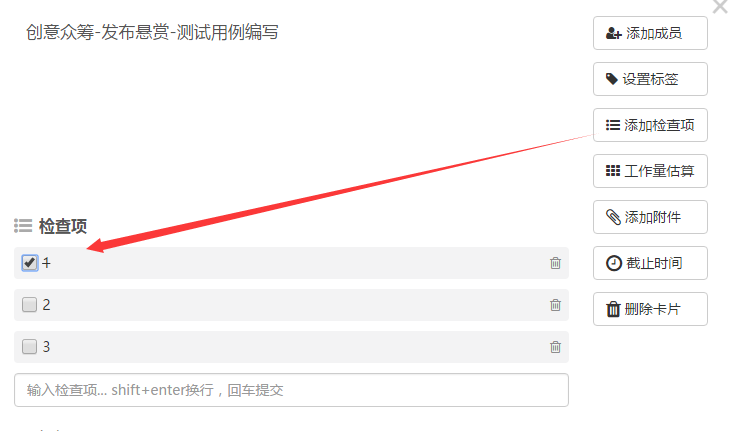 创意众筹-发布悬赏-测试用例编写
添加成员
设置标签
添加检查项
工作量估算
添加附件
截止时间
删除卡片
检查项
1
2
3
输入检查项... shift+enter换行，回车提交